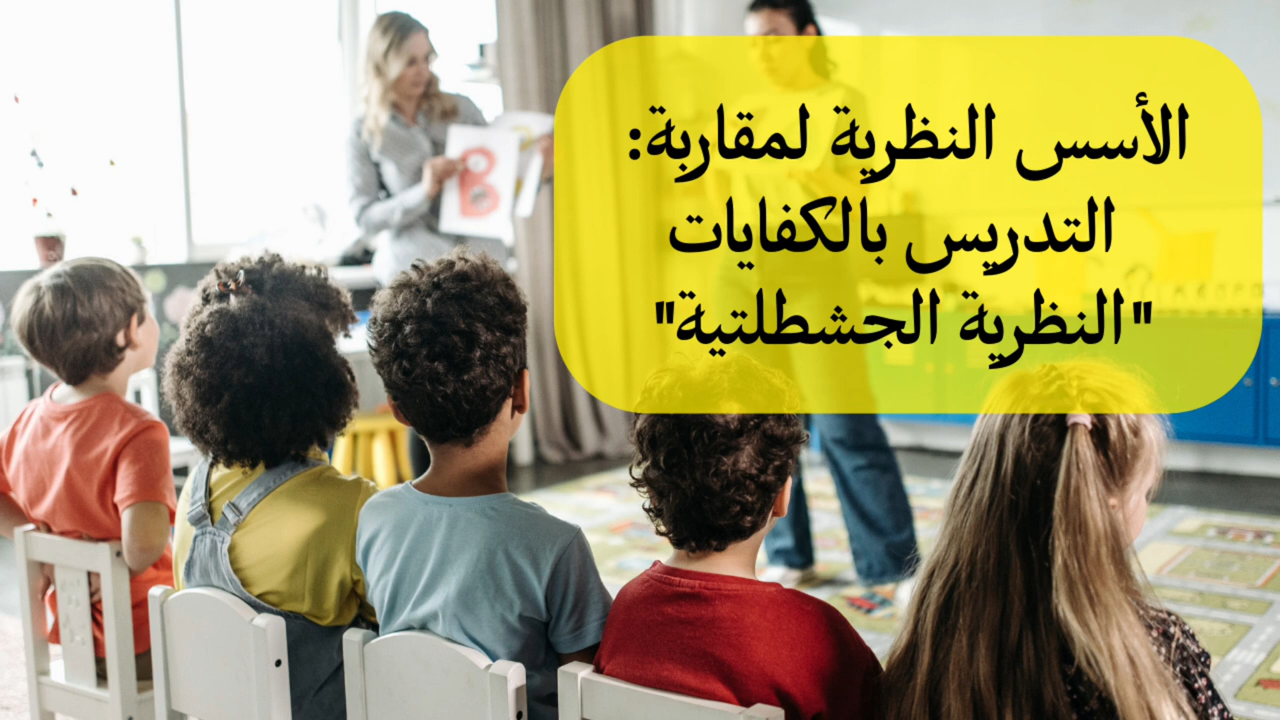 الأسس النظرية لمقاربة:
التدريس بالكفايات
"النظرية الجشطلتية"
B